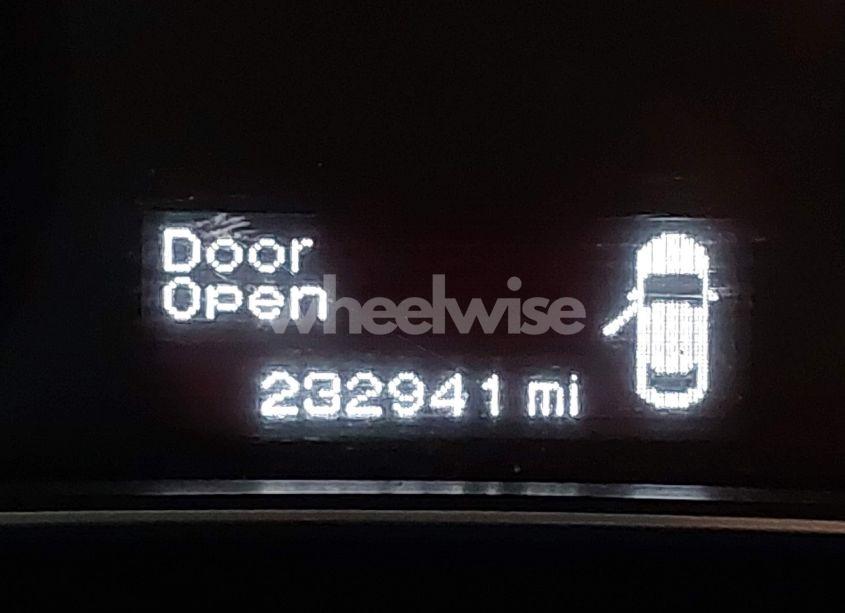 Door
Open
wheelwise
232941 mi